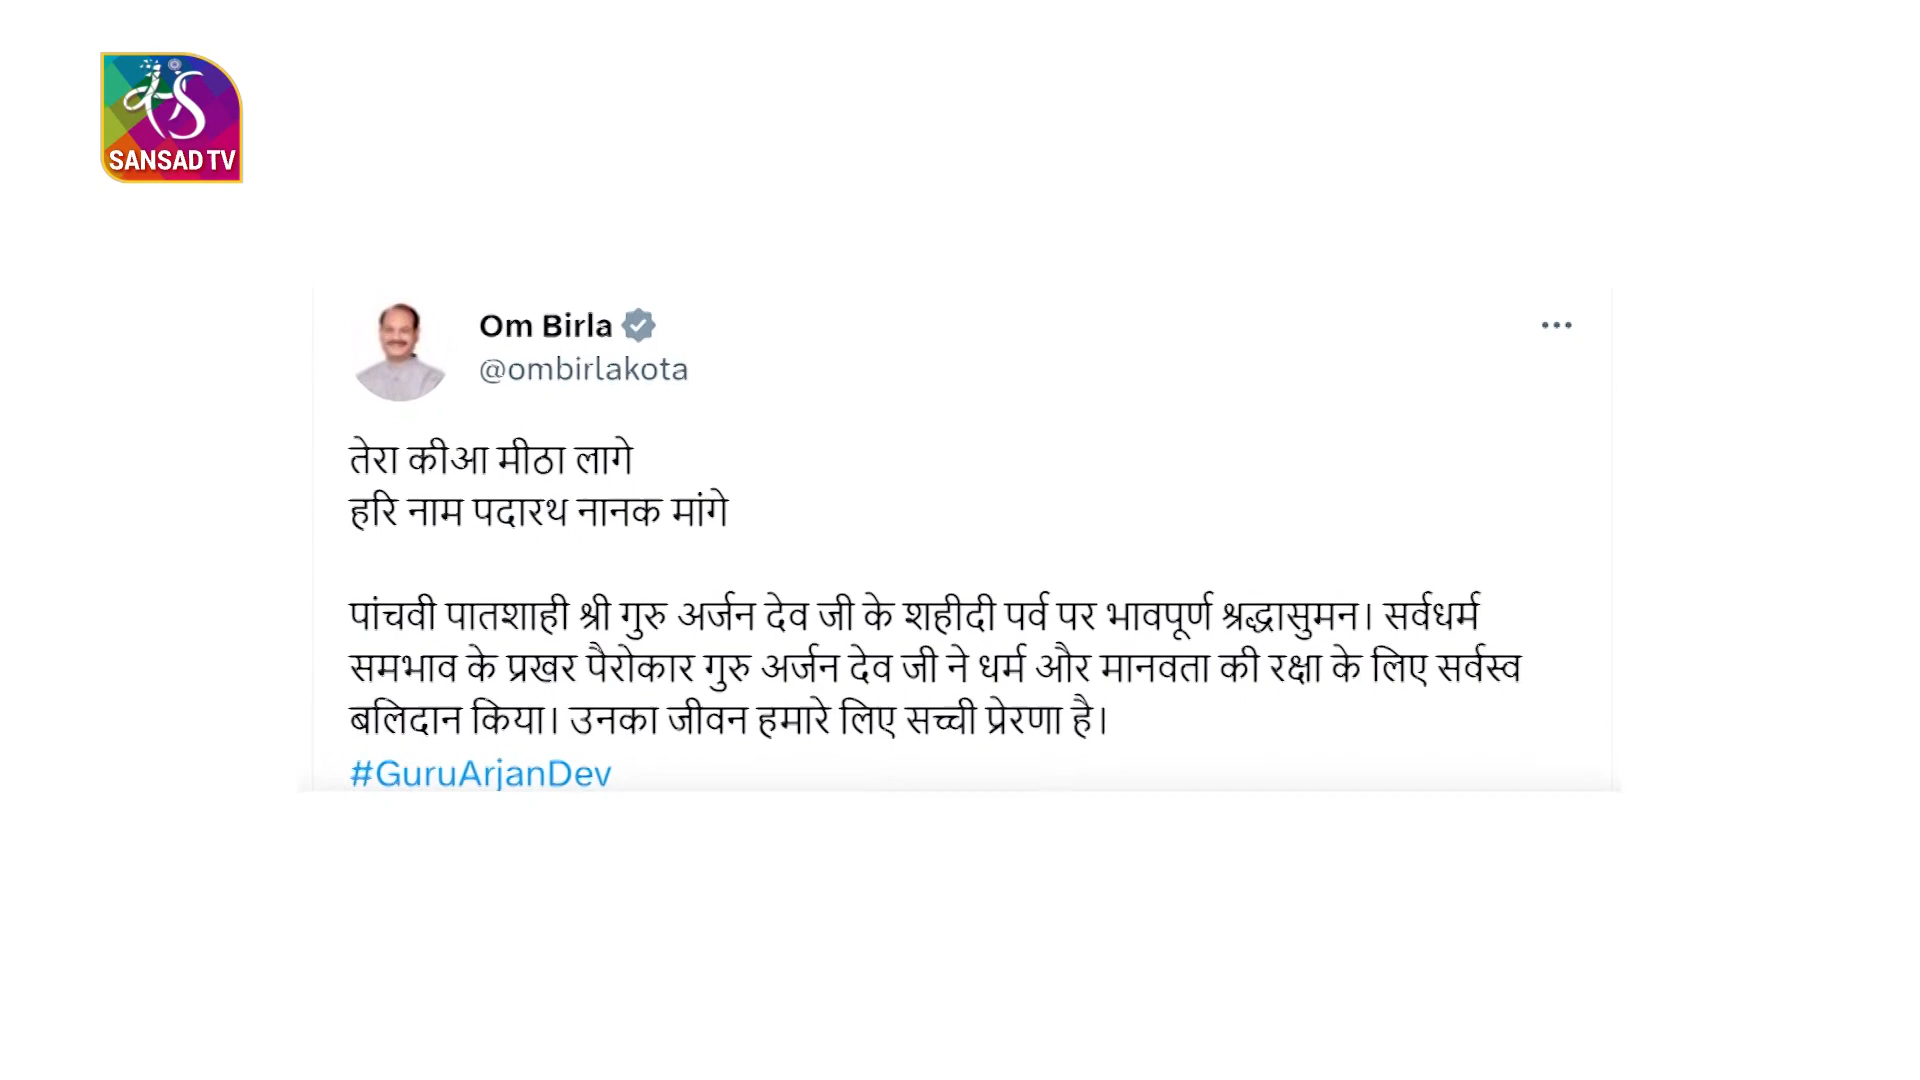 SANSAD TV
Om Birla
@ombirlakota
तेरा कीआ मीठा लागे
हरि नाम पदारथ नानक मांगे
पांचवी पातशाही श्री गुरु अर्जन देव जी के शहीदी पर्व पर भावपूर्ण श्रद्धासुमन। सर्वधर्म
समभाव के प्रखर पैरोकार गुरु अर्जन देव जी ने धर्म और मानवता की रक्षा के लिए सर्वस्व
बलिदान किया। उनका जीवन हमारे लिए सच्ची प्रेरणा है।
#GuruArjanDev